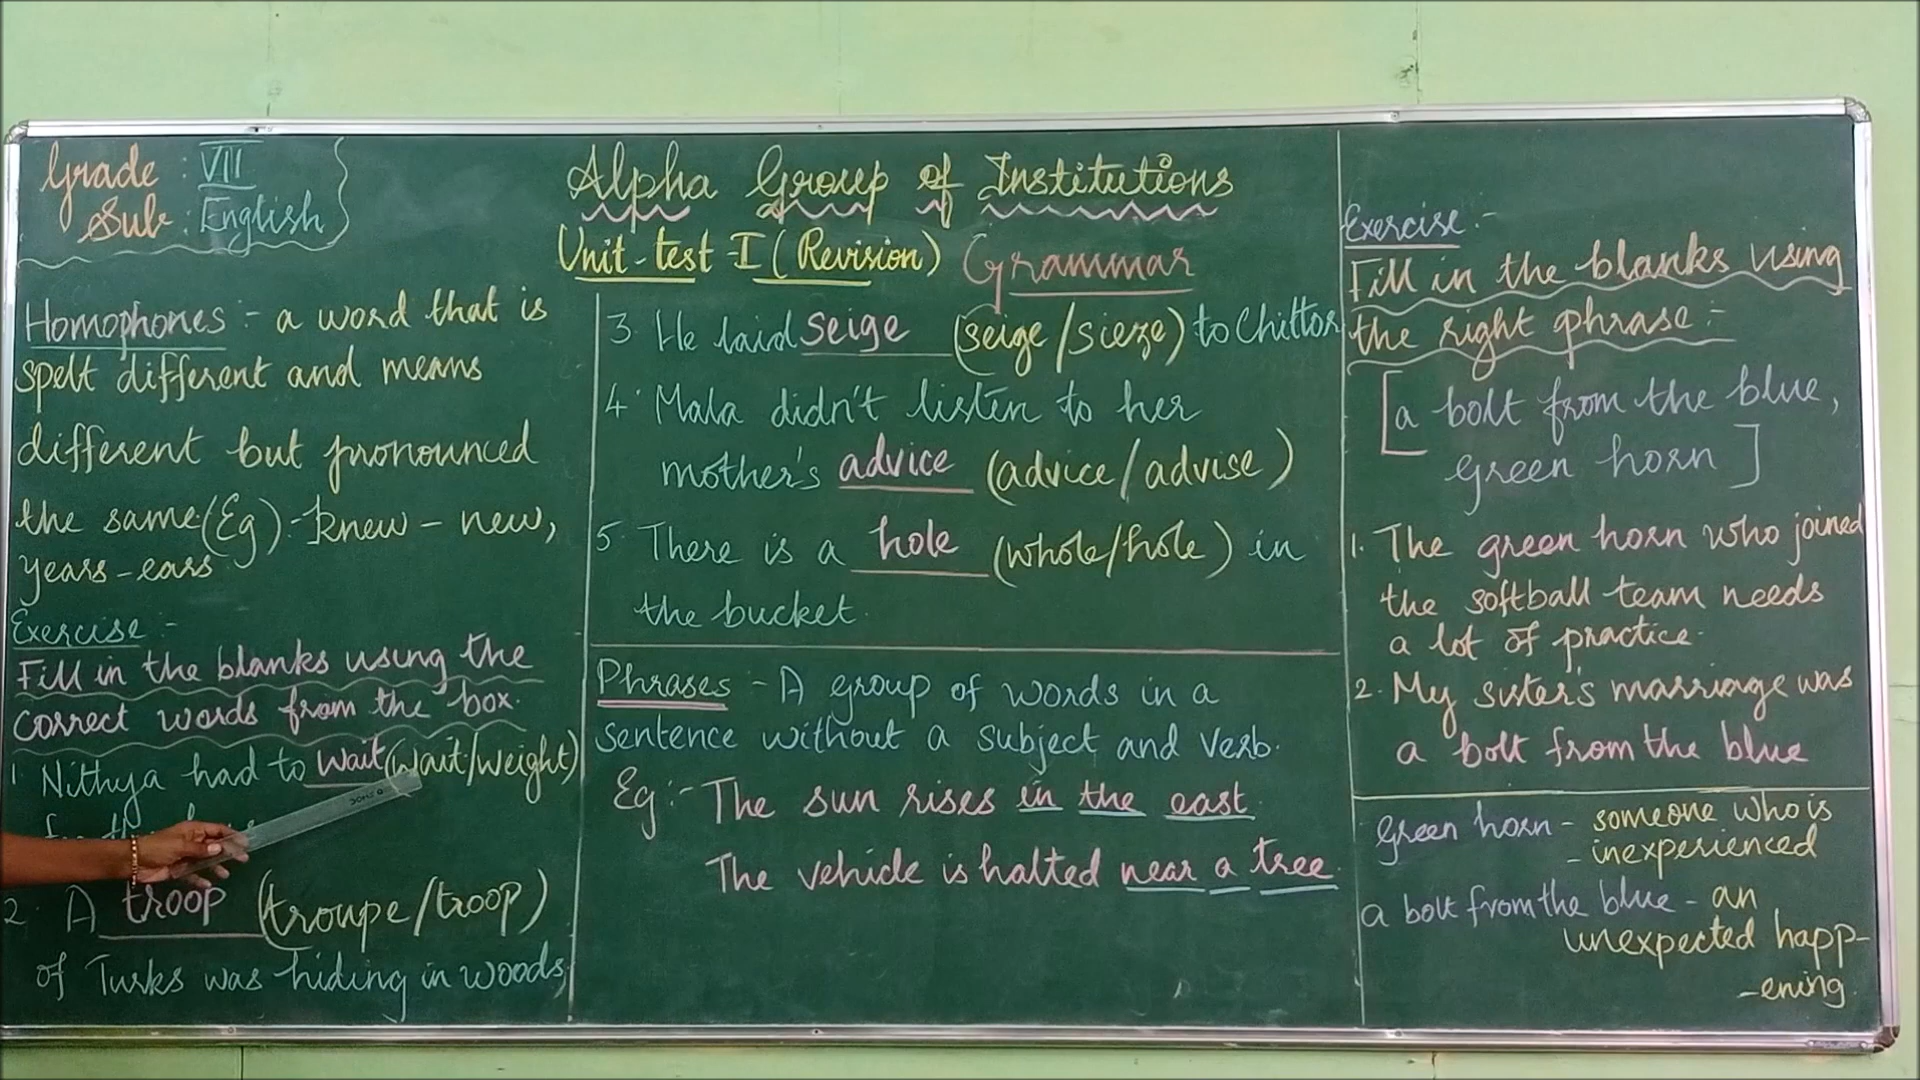 Grade : VII
Sub : English
Alpha Group of Institutions
Unit-test-I (Revision) Grammar
Homophones :- a word that is
spelt different and means
different but pronounced
the same (Eg):- knew - new,
years - ears
Exercise :-
Fill in the blanks using the
correct words from the box.
1 Nithya had to wait (wait/weight)
2. A troop (troupe/troop)
of Turks was hiding in woods
3. He laid seige (seige/sieze) to Chittor
4. Mala didn't listen to her
mother's advice (advice/advise)
5. There is a hole (whole/hole) in
the bucket.
Phrases :- A group of words in a
sentence without a subject and verb.
Eg :- The sun rises in the east.
The vehicle is halted near a tree.
Exercise :-
Fill in the blanks using
the right phrase :-
[a bolt from the blue,
green horn]
1. The green horn who joined
the softball team needs
a lot of practice.
2. My sister's marriage was
a bolt from the blue
green horn - someone who is
- inexperienced
a bolt from the blue - an
unexpected happ-
-ening.